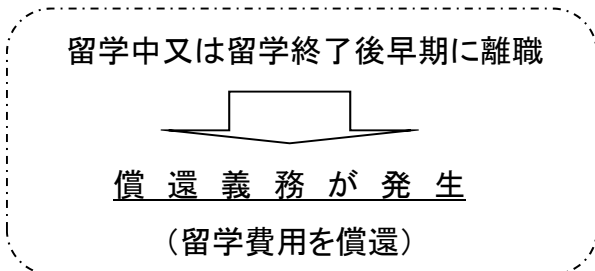 留学中又は留学終了後早期に離職
償還義務が発生
（留学費用を償還）